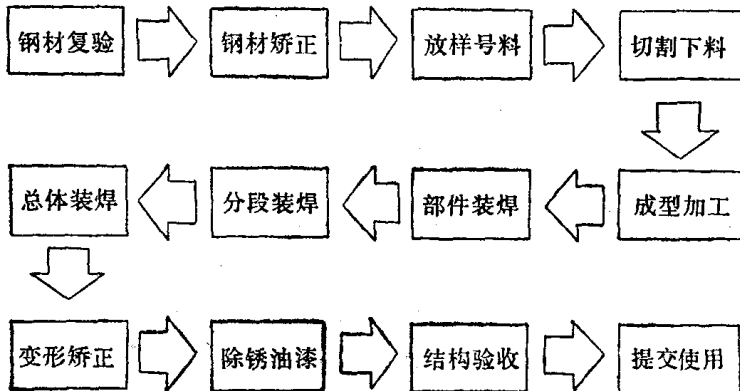 钢材复验
钢材矫正
放样号料
切割下料
成型加工
部件装焊
分段装焊
总体装焊
变形矫正
除锈油漆
结构验收
提交使用